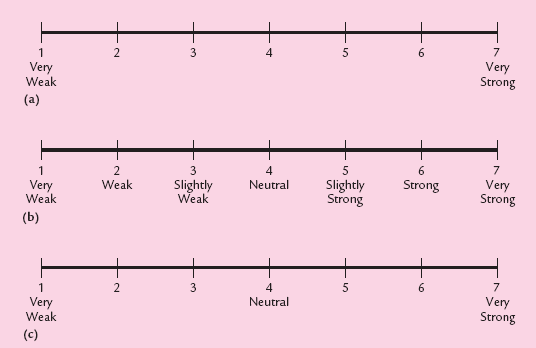 1 2 3 4 5 6 7
Very Very
Weak Strong
(a)
1 2 3 4 5 6 7
Very Weak Slightly Neutral Slightly Strong Very
Weak Weak Strong Strong
(b)
1 2 3 4 5 6 7
Very Neutral Very
Weak Strong
(c)